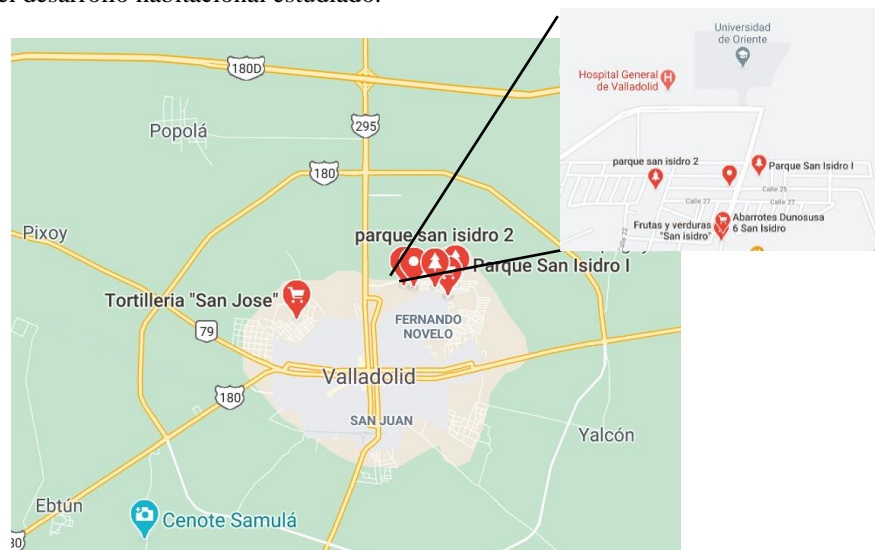 el desarrollo habitacional estudiado.
180D
Popolá
295
180
Pixoy
parque san isidro 2
Parque San Isidro I
Tortilleria "San Jose"
79
FERNANDO
NOVELO
Valladolid
180
SAN JUAN
Yalcón
Ebtún
Cenote Samulá
Universidad
de Oriente
Hospital General
de Valladolid
parque san isidro 2
Parque San Isidro I
Calle 25
Calle 27
Calle 27
Calle 22
Frutas y verduras
"San isidro"
Abarrotes Dunosusa
6 San Isidro